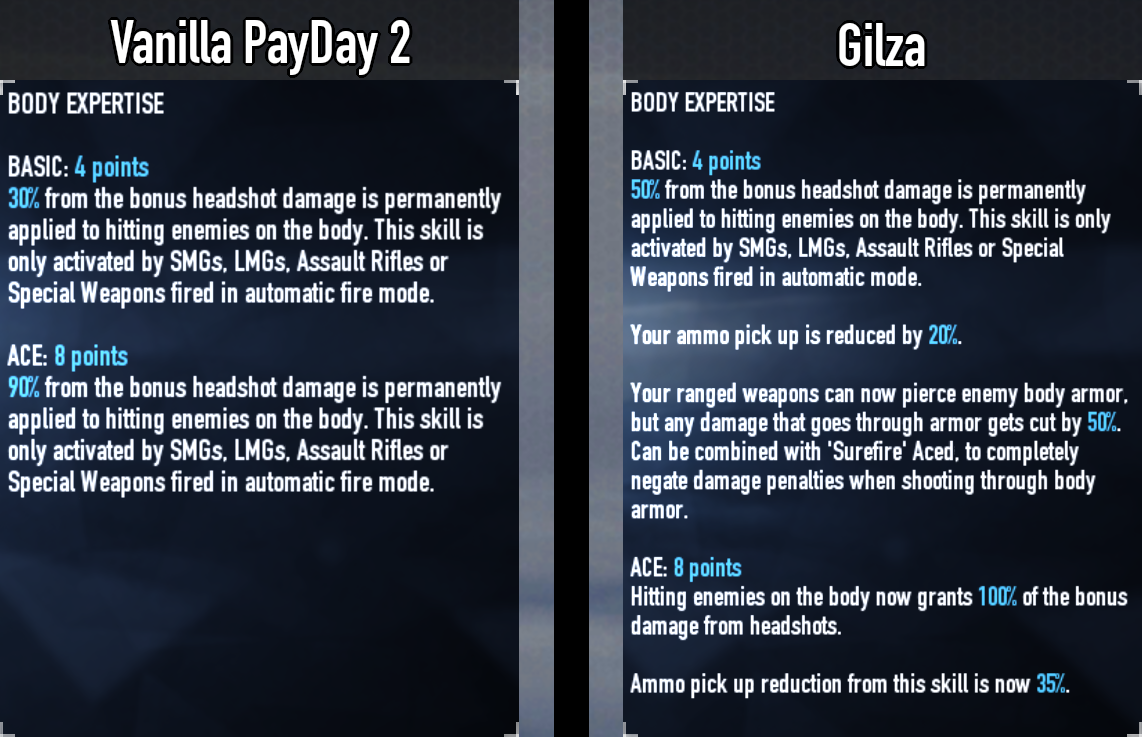 Vanilla PayDay 2
BODY EXPERTISE
BASIC: 4 points
30% from the bonus headshot damage is permanently
applied to hitting enemies on the body. This skill is
only activated by SMGs, LMGs, Assault Rifles or
Special Weapons fired in automatic fire mode.
ACE: 8 points
90% from the bonus headshot damage is permanently
applied to hitting enemies on the body. This skill is
only activated by SMGs, LMGs, Assault Rifles or
Special Weapons fired in automatic fire mode.
Gilza
BODY EXPERTISE
BASIC: 4 points
50% from the bonus headshot damage is permanently
applied to hitting enemies on the body. This skill is only
activated by SMGs, LMGs, Assault Rifles or Special
Weapons fired in automatic mode.
Your ammo pick up is reduced by 20%.
Your ranged weapons can now pierce enemy body armor,
but any damage that goes through armor gets cut by 50%.
Can be combined with 'Surefire' Aced, to completely
negate damage penalties when shooting through body
armor.
ACE: 8 points
Hitting enemies on the body now grants 100% of the bonus
damage from headshots.
Ammo pick up reduction from this skill is now 35%.